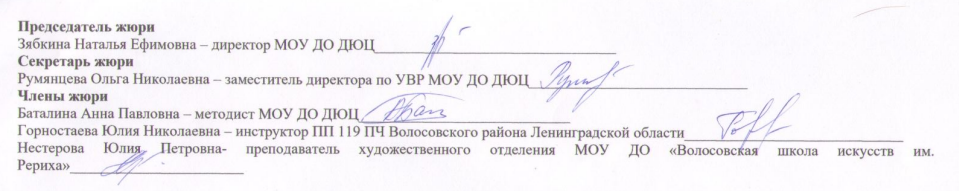 Председатель жюри
Зябкина Наталья Ефимовна – директор МОУ ДО ДЮЦ
Секретарь жюри
Румянцева Ольга Николаевна – заместитель директора по УВР МОУ ДО ДЮЦ
Члены жюри
Баталина Анна Павловна – методист МОУ ДО ДЮЦ
Горностаева Юлия Николаевна – инструктор ПП 119 ПЧ Волосовского района Ленинградской области
Нестерова Юлия Петровна- преподаватель художественного отделения МОУ ДО «Волосовская школа искусств им.
Рериха»